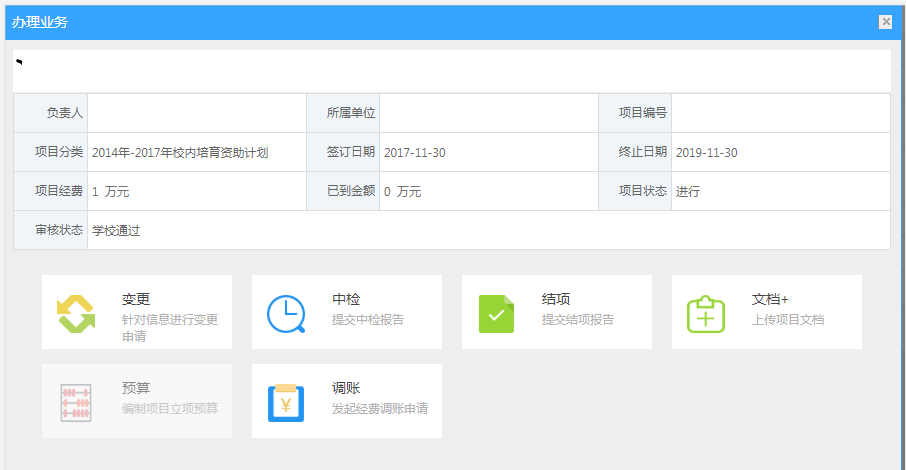 办理业务
负责人 所属单位 项目编号
项目分类 2014年-2017年校内培育资助计划 签订日期 2017-11-30 终止日期 2019-11-30
项目经费 1 万元 已到金额 0 万元 项目状态 进行
审核状态 学校通过
变更
针对信息进行变更
申请
中检
提交中检报告
结项
提交结项报告
文档+
上传项目文档
预算
编制项目立项预算
调账
发起经费调账申请